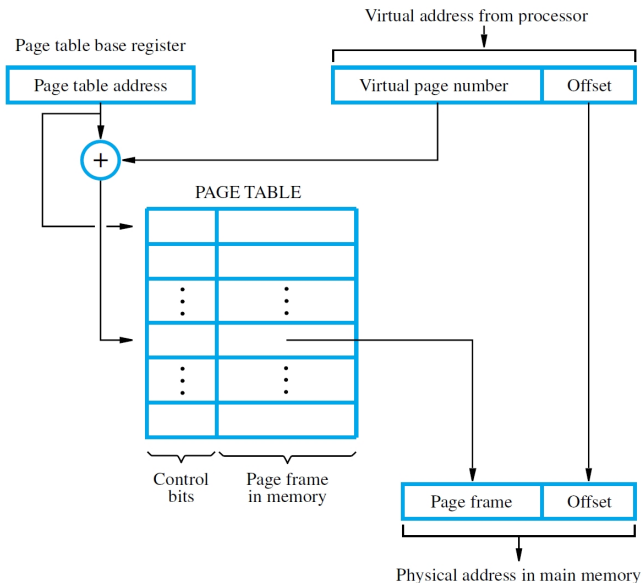 Virtual address from processor
Page table base register
Page table address
Virtual page number
Offset
+
PAGE TABLE
Control
bits
Page frame
in memory
Page frame
Offset
Physical address in main memory